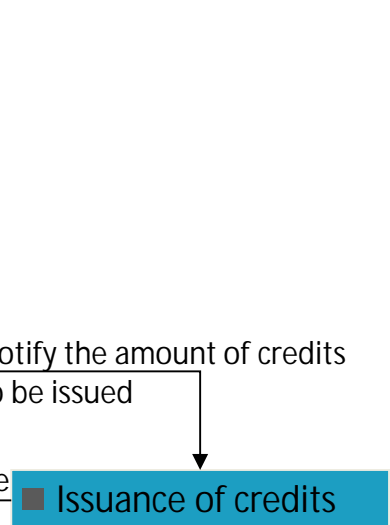 otify the amount of credits
o be issued
e
Issuance of credits